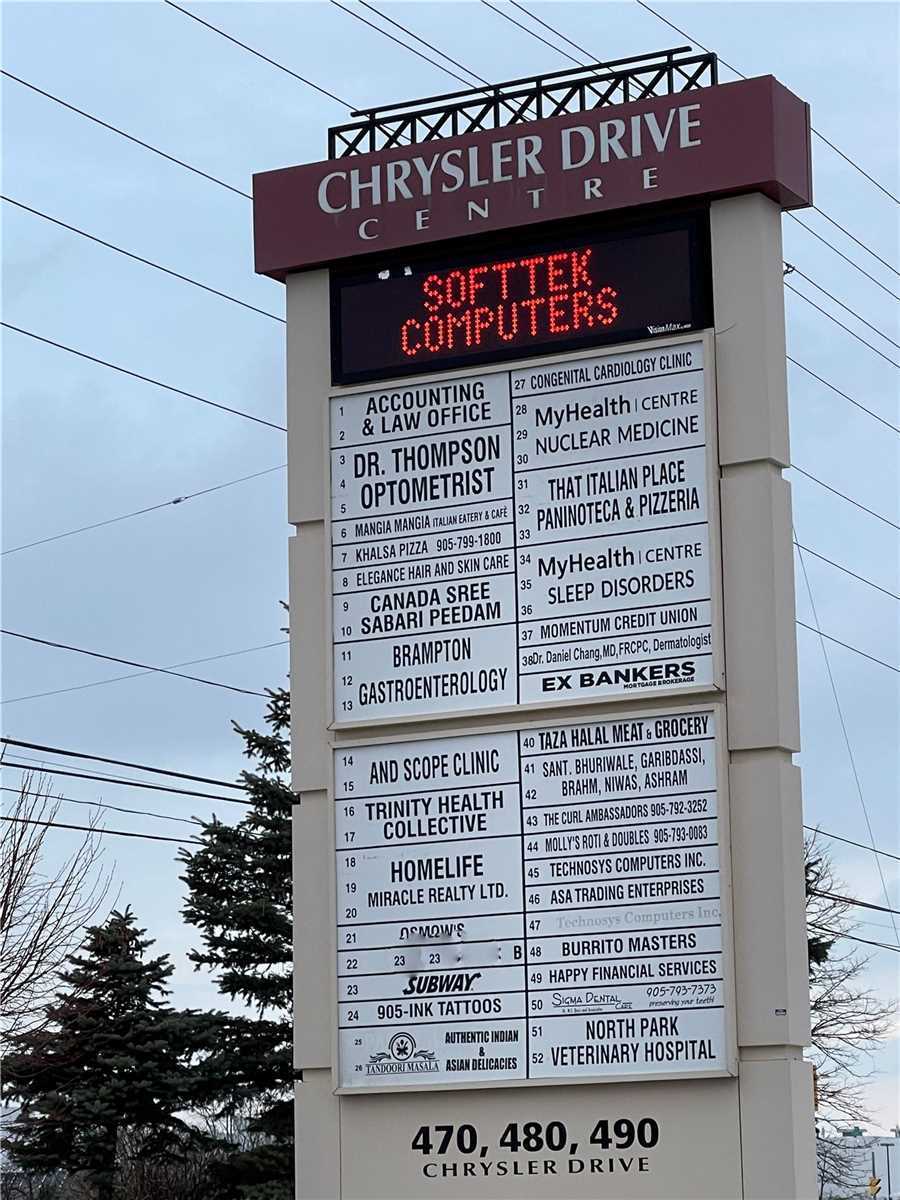 CHRYSLER DRIVE
CENTRE
SOFTTEK
COMPUTERS
VisionMax
1
2
ACCOUNTING
& LAW OFFICE
3
4
5
DR. THOMPSON
OPTOMETRIST
6 MANGIA MANGIA ITALIAN EATERY & CAFÈ
7 KHALSA PIZZA 905-799-1800
8 ELEGANCE HAIR AND SKIN CARE
9
10
CANADA SREE
SABARI PEEDAM
11
12
13
BRAMPTON
GASTROENTEROLOGY
27 CONGENITAL CARDIOLOGY CLINIC
28
29
30
MyHealth | CENTRE
NUCLEAR MEDICINE
31
32
33
THAT ITALIAN PLACE
PANINOTECA & PIZZERIA
34
35
36
MyHealth | CENTRE
SLEEP DISORDERS
37 MOMENTUM CREDIT UNION
38 Dr. Daniel Chang, MD, FRCPC, Dermatologist
EX BANKERS
MORTGAGE BROKERAGE
14
15
AND SCOPE CLINIC
16
17
TRINITY HEALTH
COLLECTIVE
18
19
20
HOMELIFE
MIRACLE REALTY LTD.
21 OSMOW'S
22 23 23 B
23 SUBWAY
24 905-INK TATTOOS
25
26
TANDOORI MASALA
AUTHENTIC INDIAN
&
ASIAN DELICACIES
40 TAZA HALAL MEAT & GROCERY
41
42
SANT. BHURIWALE, GARIBDASSI,
BRAHM, NIWAS, ASHRAM
43 THE CURL AMBASSADORS 905-792-3252
44 MOLLY'S ROTI & DOUBLES 905-793-0083
45 TECHNOSYS COMPUTERS INC.
46 ASA TRADING ENTERPRISES
47 Technosys Computers Inc.
48 BURRITO MASTERS
49 HAPPY FINANCIAL SERVICES
50 SIGMA DENTAL CARE 905-793-7373
preserving your teeth!
51
52
NORTH PARK
VETERINARY HOSPITAL
470, 480, 490
CHRYSLER DRIVE